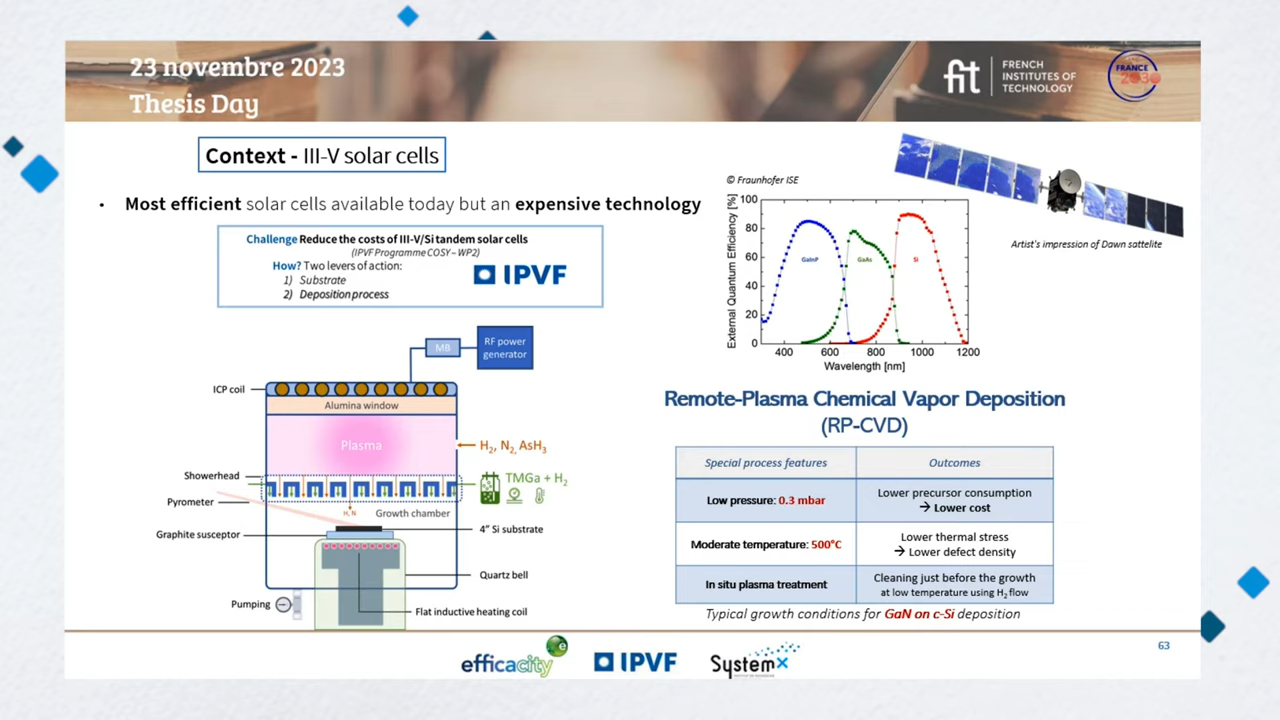 23 novembre 2023
Thesis Day
fit
FRENCH
INSTITUTES OF
TECHNOLOGY
FRANCE
2030
Context - III-V solar cells
• Most efficient solar cells available today but an expensive technology
Challenge Reduce the costs of III-V/Si tandem solar cells
(IPVF Programme COSY – WP2)
How? Two levers of action:
1) Substrate
2) Deposition process
IPVF
© Fraunhofer ISE
External Quantum Efficiency [%]
100
80
60
40
20
0
GaInP
GaAs
Si
400 600 800 1000 1200
Wavelength [nm]
Artist's impression of Dawn sattelite
MB
RF power
generator
ICP coil
Alumina window
Plasma
H2, N2, AsH3
Showerhead
TMGa + H2
Pyrometer
H, N
Growth chamber
Graphite susceptor
4” Si substrate
Quartz bell
Pumping
Flat inductive heating coil
Remote-Plasma Chemical Vapor Deposition
(RP-CVD)
Special process features Outcomes
Low pressure: 0.3 mbar
Lower precursor consumption
→ Lower cost
Moderate temperature: 500°C
Lower thermal stress
→ Lower defect density
In situ plasma treatment
Cleaning just before the growth
at low temperature using H2 flow
Typical growth conditions for GaN on c-Si deposition
efficacity
e
IPVF
SystemX
63